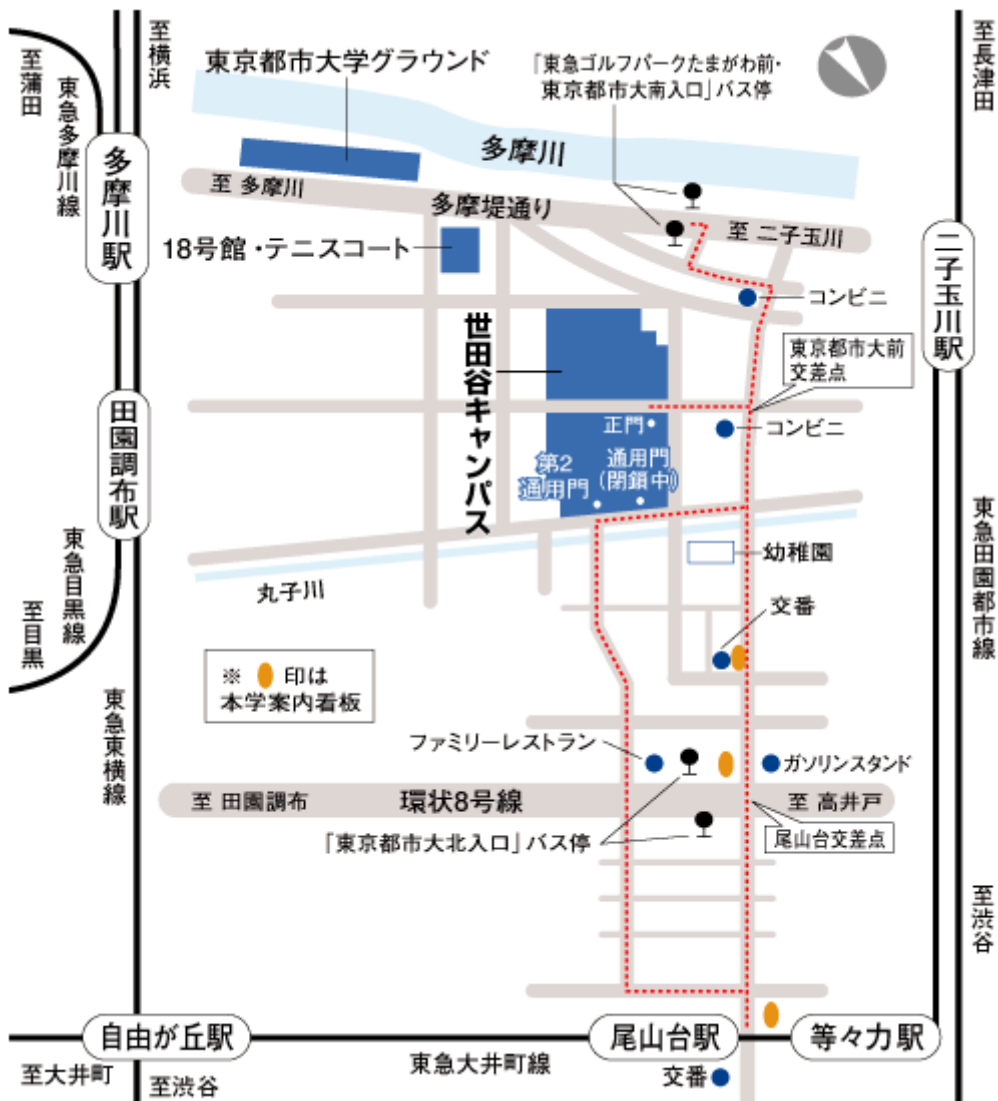 至横浜
至蒲田
東急多摩川線
多摩川駅
東京都市大学グラウンド
「東急ゴルフパークたまがわ前・
東京都市大南入口」バス停
至長津田
多摩川
至 多摩川
多摩堤通り
至 二子玉川
18号館・テニスコート
コンビニ
二子玉川駅
世田谷キャンパス
東京都市大前
交差点
田園調布駅
正門
コンビニ
第2
通用門
通用門
(閉鎖中)
東急目黒線
至目黒
丸子川
幼稚園
東急田園都市線
交番
※ 印は
本学案内看板
東急東横線
ファミリーレストラン
ガソリンスタンド
至 田園調布
環状8号線
至 高井戸
「東京都市大北入口」バス停
尾山台交差点
至渋谷
自由が丘駅
尾山台駅
等々力駅
至大井町
至渋谷
東急大井町線
交番